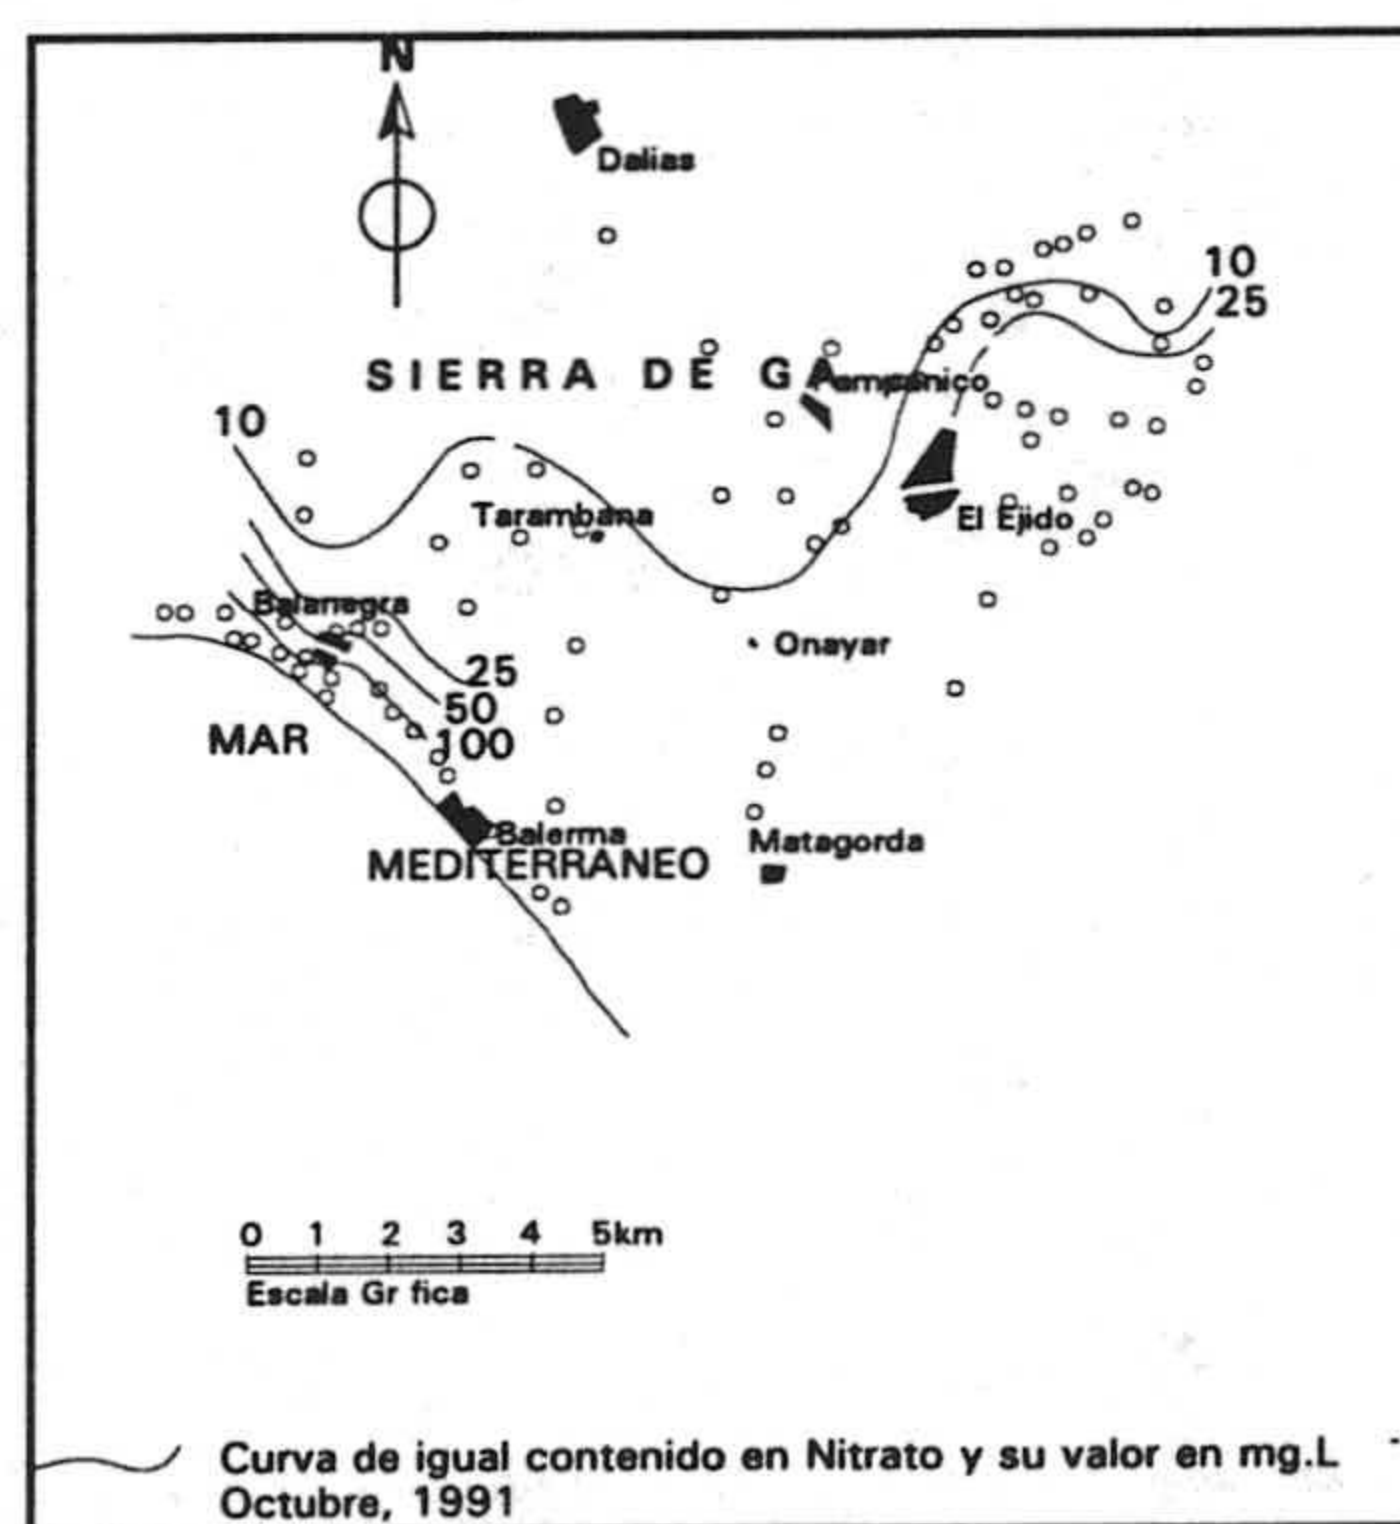 N
Dalias
10
25
SIERRA DE GA
Pampanico
10
Tarambana
El Ejido
Balanegra
Onayar
25
50
MAR
100
Balerma
Matagorda
MEDITERRANEO
0 1 2 3 4 5km
Escala Gr fica
Curva de igual contenido en Nitrato y su valor en mg.L
Octubre, 1991